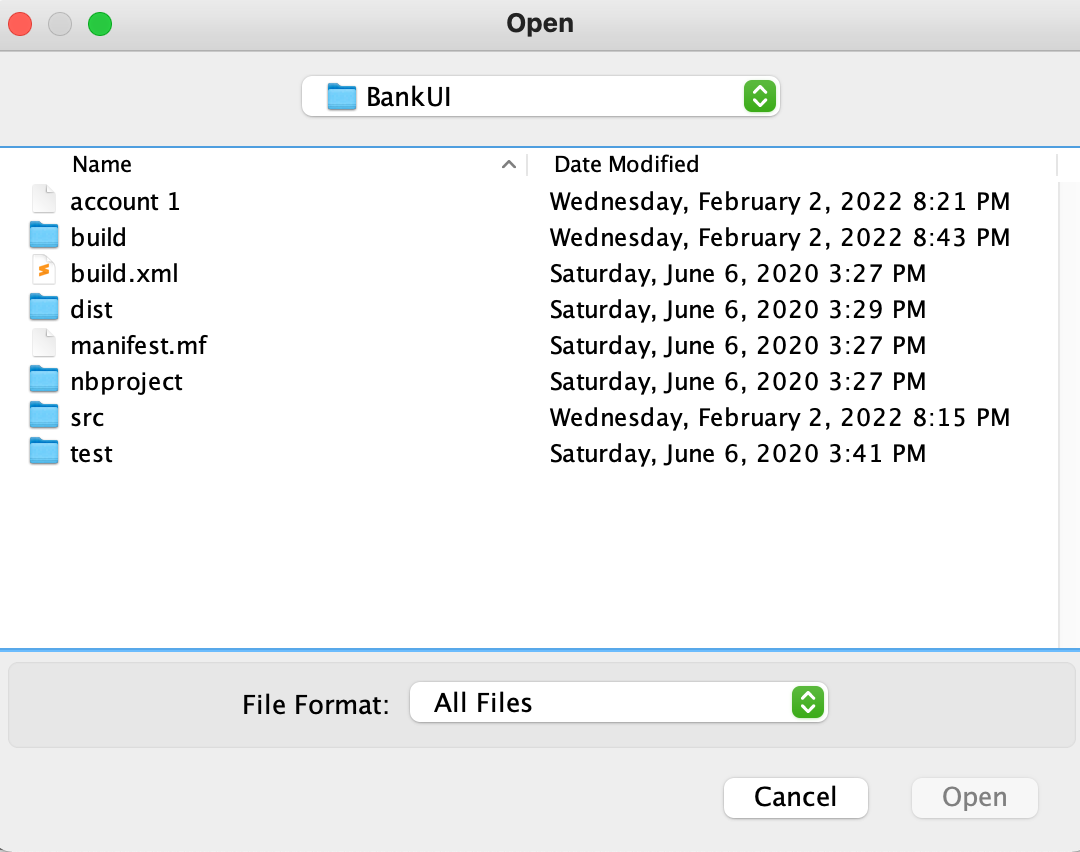 Open
BankUI
Name Date Modified
account 1 Wednesday, February 2, 2022 8:21 PM
build Wednesday, February 2, 2022 8:43 PM
build.xml Saturday, June 6, 2020 3:27 PM
dist Saturday, June 6, 2020 3:29 PM
manifest.mf Saturday, June 6, 2020 3:27 PM
nbproject Saturday, June 6, 2020 3:27 PM
src Wednesday, February 2, 2022 8:15 PM
test Saturday, June 6, 2020 3:41 PM
File Format: All Files
Cancel Open